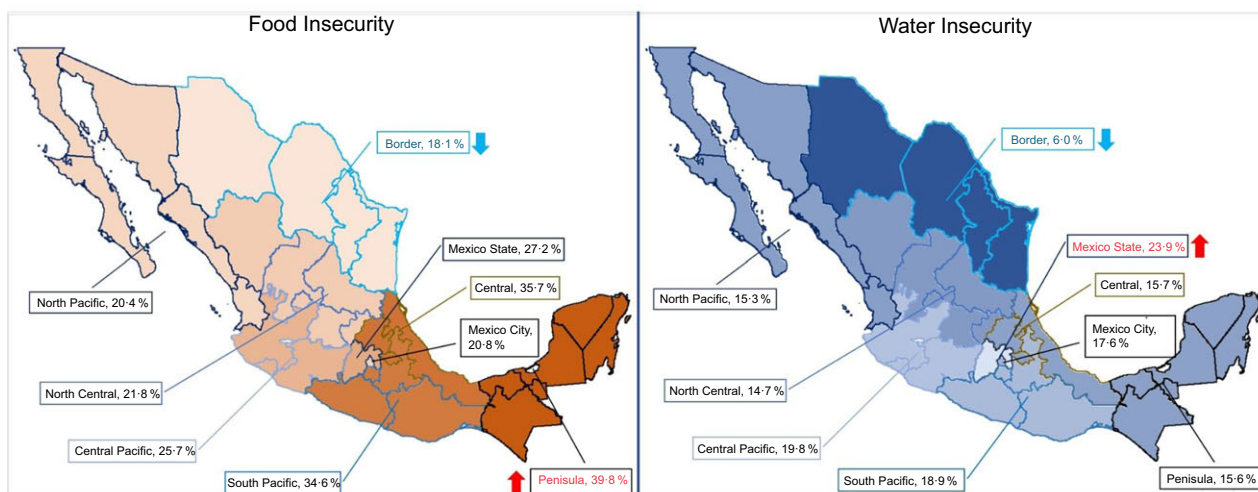 Food Insecurity
Border, 18·1 %
Mexico State, 27·2 %
Central, 35·7 %
Mexico City,
20·8 %
North Pacific, 20·4 %
North Central, 21·8 %
Central Pacific, 25·7 %
South Pacific, 34·6 %
Penisula, 39·8 %
Water Insecurity
Border, 6·0 %
Mexico State, 23·9 %
Central, 15·7 %
Mexico City,
17·6 %
North Pacific, 15·3 %
North Central, 14·7 %
Central Pacific, 19·8 %
South Pacific, 18·9 %
Penisula, 15·6 %